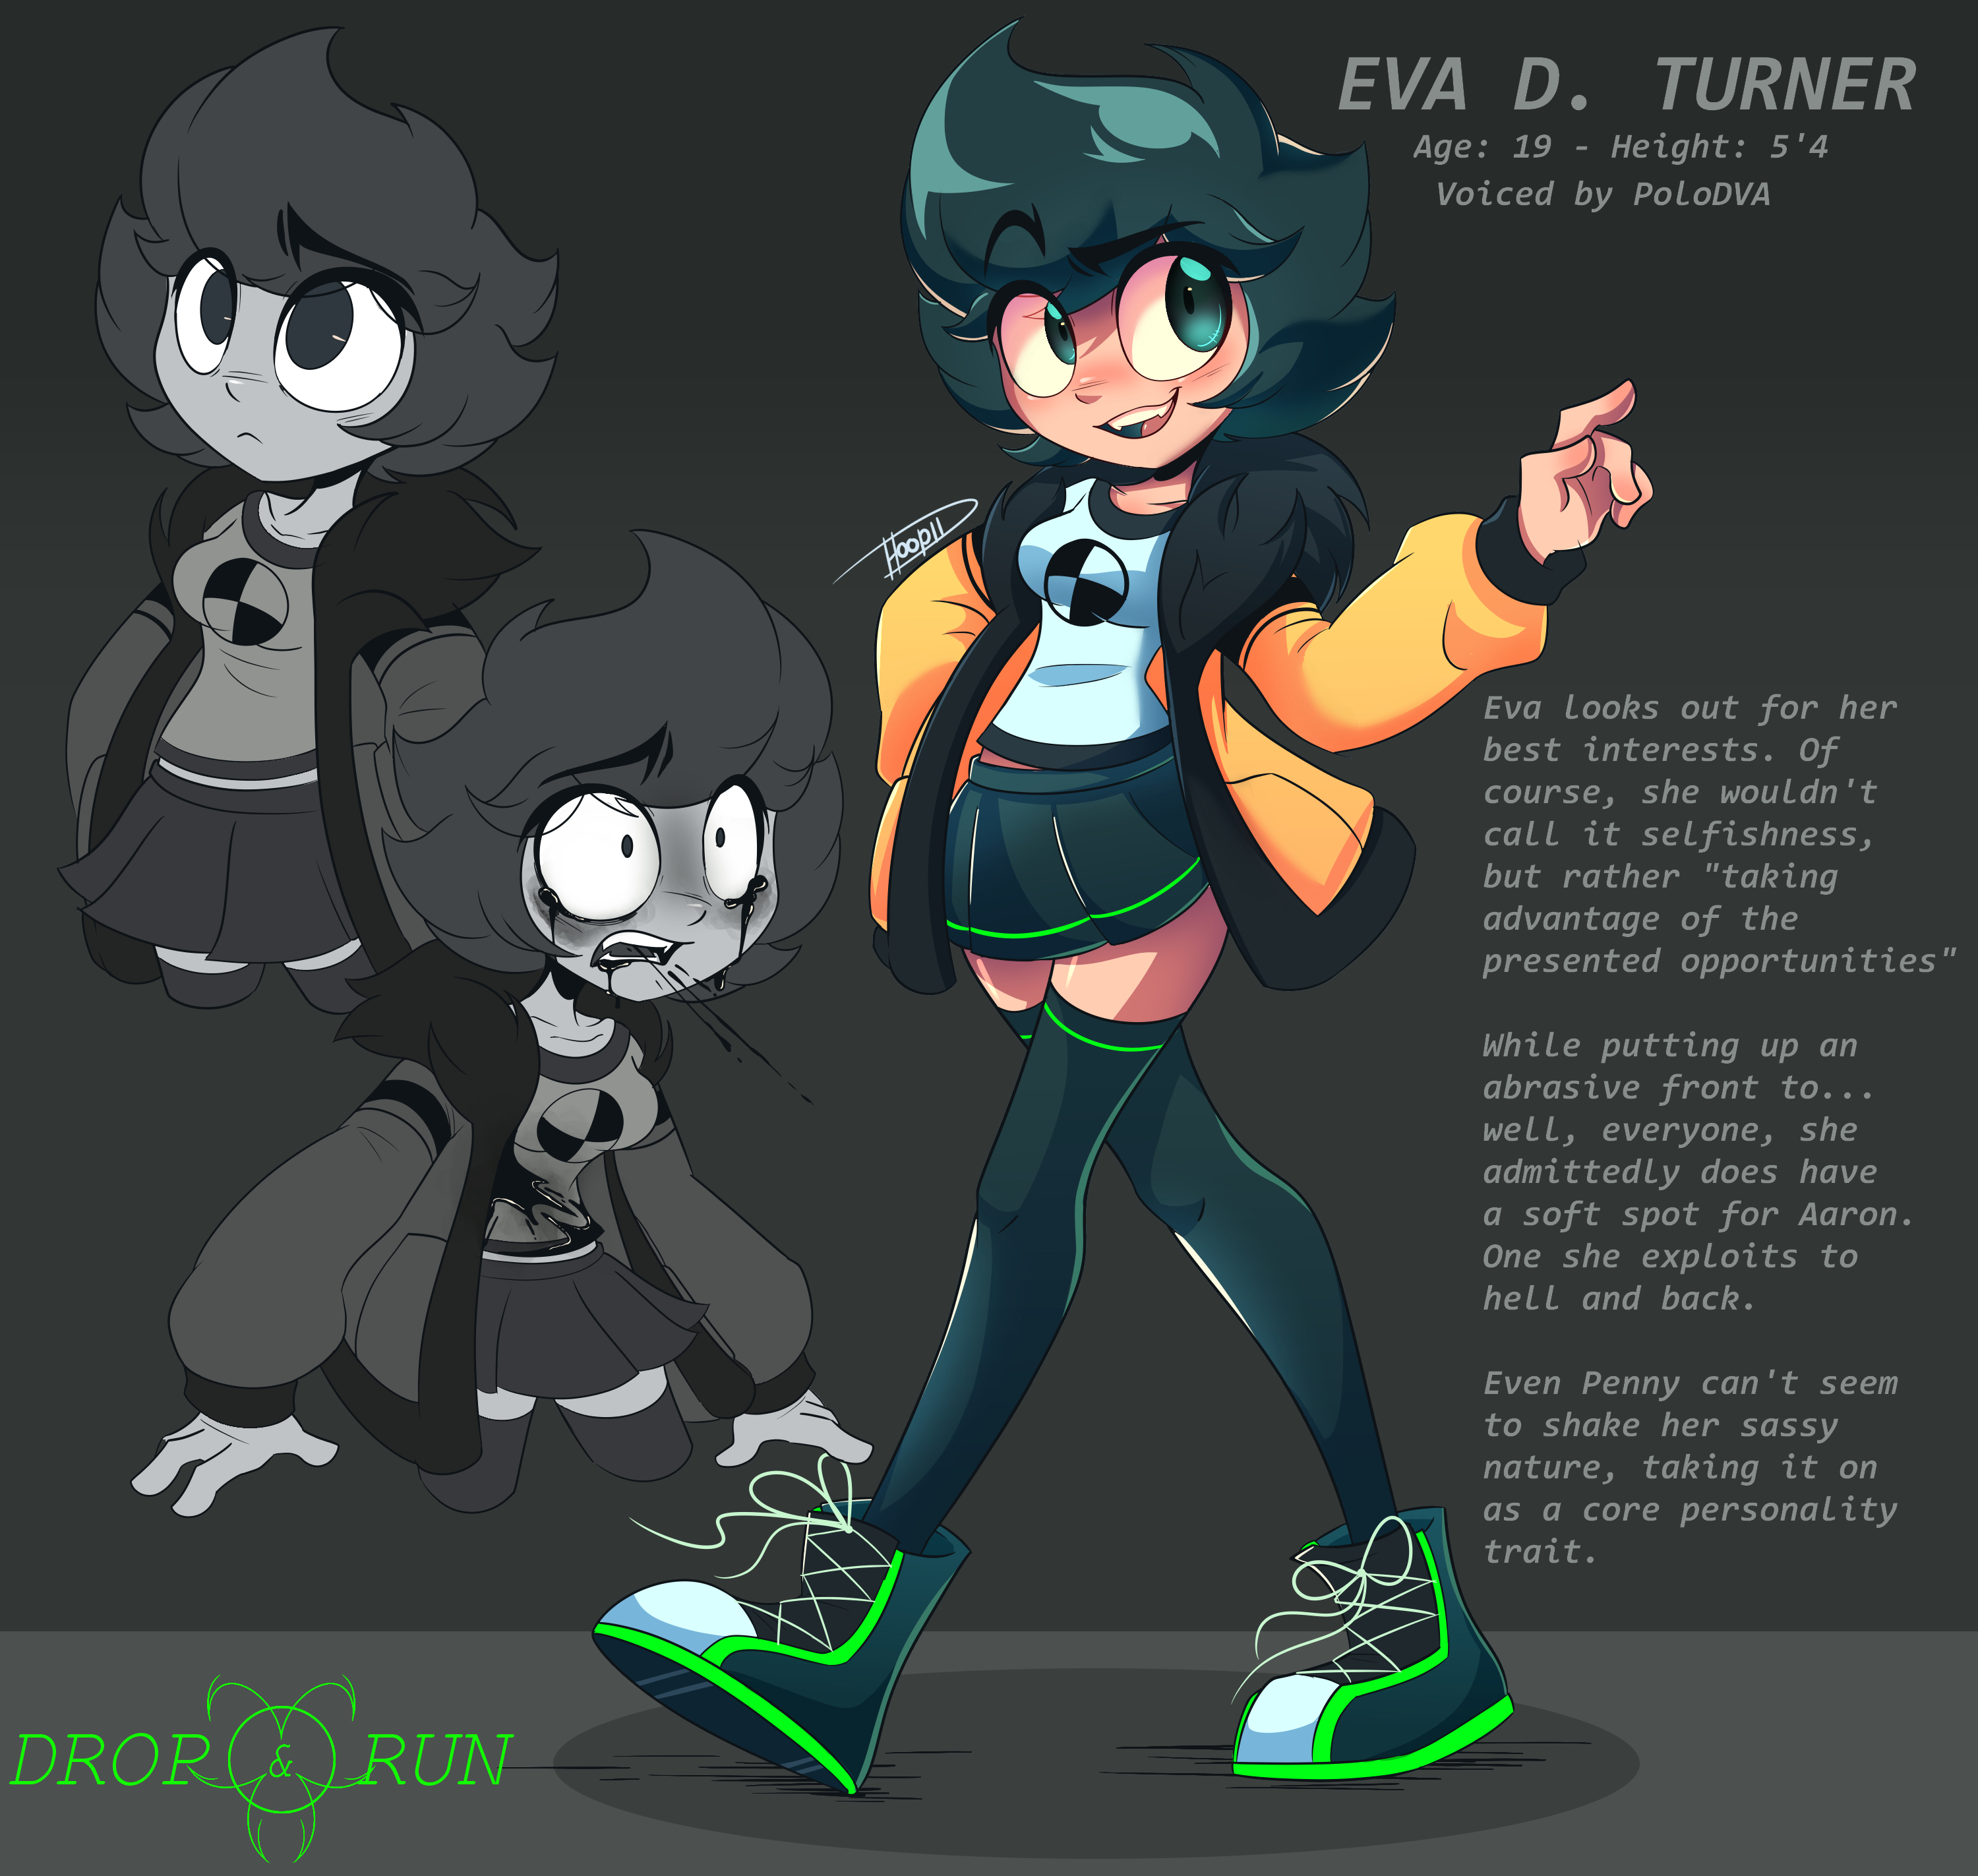 EVA D. TURNER
Age: 19 - Height: 5'4
Voiced by PoloDVA
Hoopll
Eva looks out for her
best interests. Of
course, she wouldn't
call it selfishness,
but rather "taking
advantage of the
presented opportunities"
While putting up an
abrasive front to...
well, everyone, she
admittedly does have
a soft spot for Aaron.
One she exploits to
hell and back.
Even Penny can't seem
to shake her sassy
nature, taking it on
as a core personality
trait.
DROP & RUN